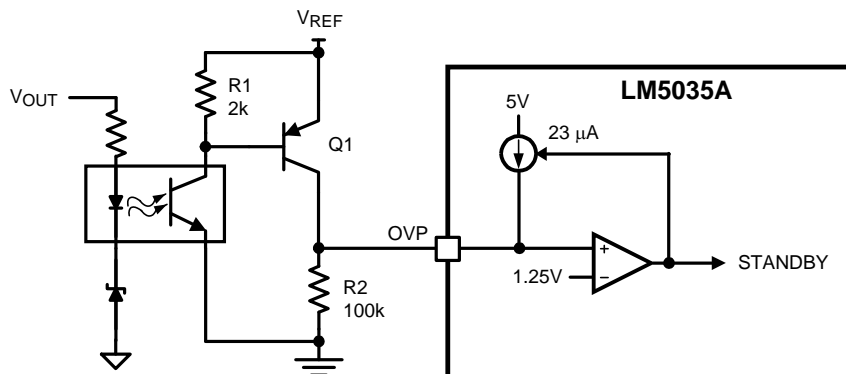 VREF
LM5035A
R1
2k
VOUT
5V
23 μA
Q1
OVP
+
STANDBY
1.25V
−
R2
100k